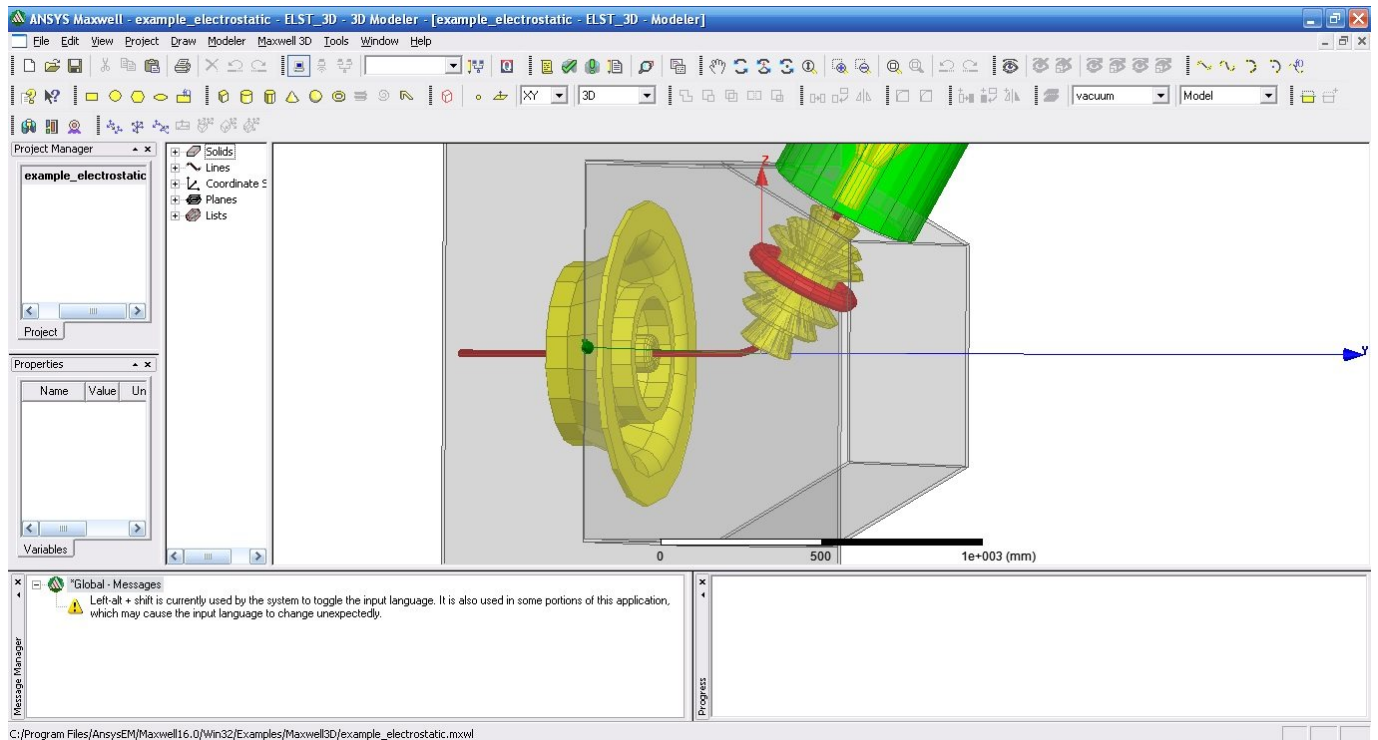 ANSYS Maxwell - example_electrostatic - ELST_3D - 3D Modeler - [example_electrostatic - ELST_3D - Modeler]
File Edit View Project Draw Modeler Maxwell 3D Tools Window Help
XY 3D vacuum Model
Project Manager
example_electrostatic
Project
Solids
Lines
Coordinate S
Planes
Lists
Properties
Name Value Un
Variables
Z
Y
0 500 1e+003 (mm)
Message Manager
"Global - Messages
Left-alt + shift is currently used by the system to toggle the input language. It is also used in some portions of this application,
which may cause the input language to change unexpectedly.
Progress
C:/Program Files/AnsysEM/Maxwell16.0/Win32/Examples/Maxwell3D/example_electrostatic.mxwl